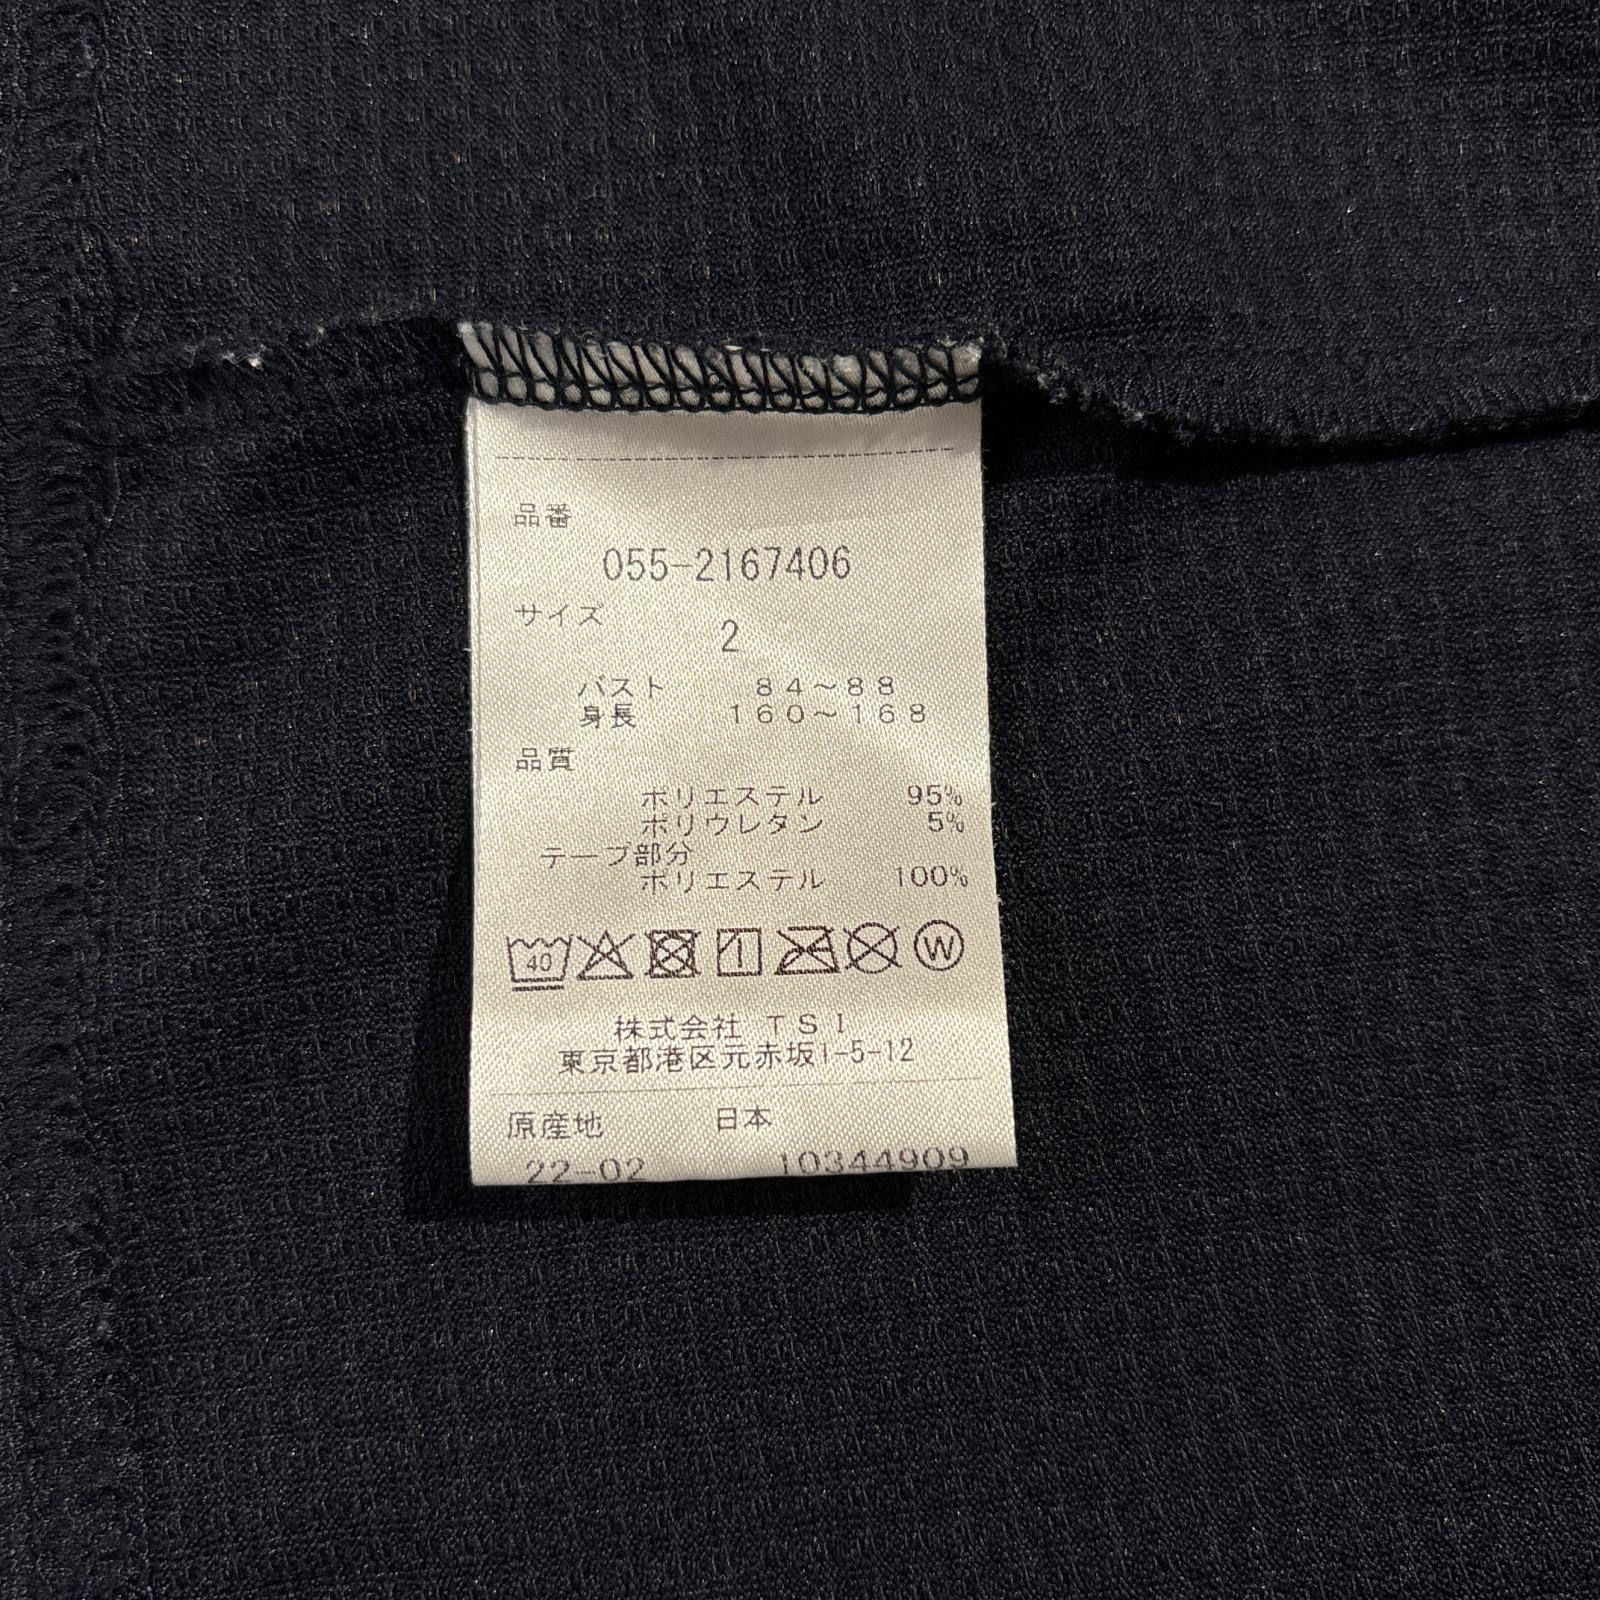 品番
055-2167406
サイズ
2
バスト 84~88
身長 160~168
品質
ポリエステル 95%
ポリウレタン 5%
テープ部分
ポリエステル 100%
40 W
株式会社 TSI
東京都港区元赤坂1-5-12
原産地 日本
22-02 10344909